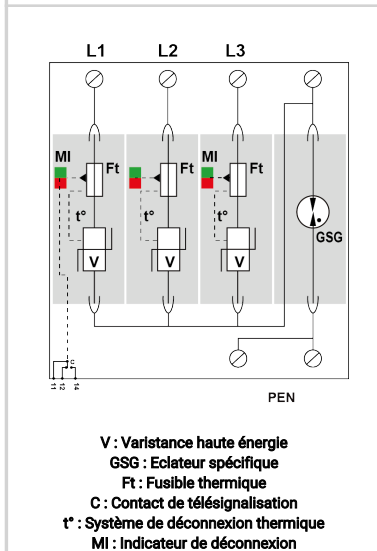 L1 L2 L3
MI Ft Ft MI Ft
t° t° t°
GSG
V V V
C
11 12 14
PEN
V : Varistance haute énergie
GSG : Eclateur spécifique
Ft : Fusible thermique
C : Contact de télésignalisation
t° : Système de déconnexion thermique
MI : Indicateur de déconnexion